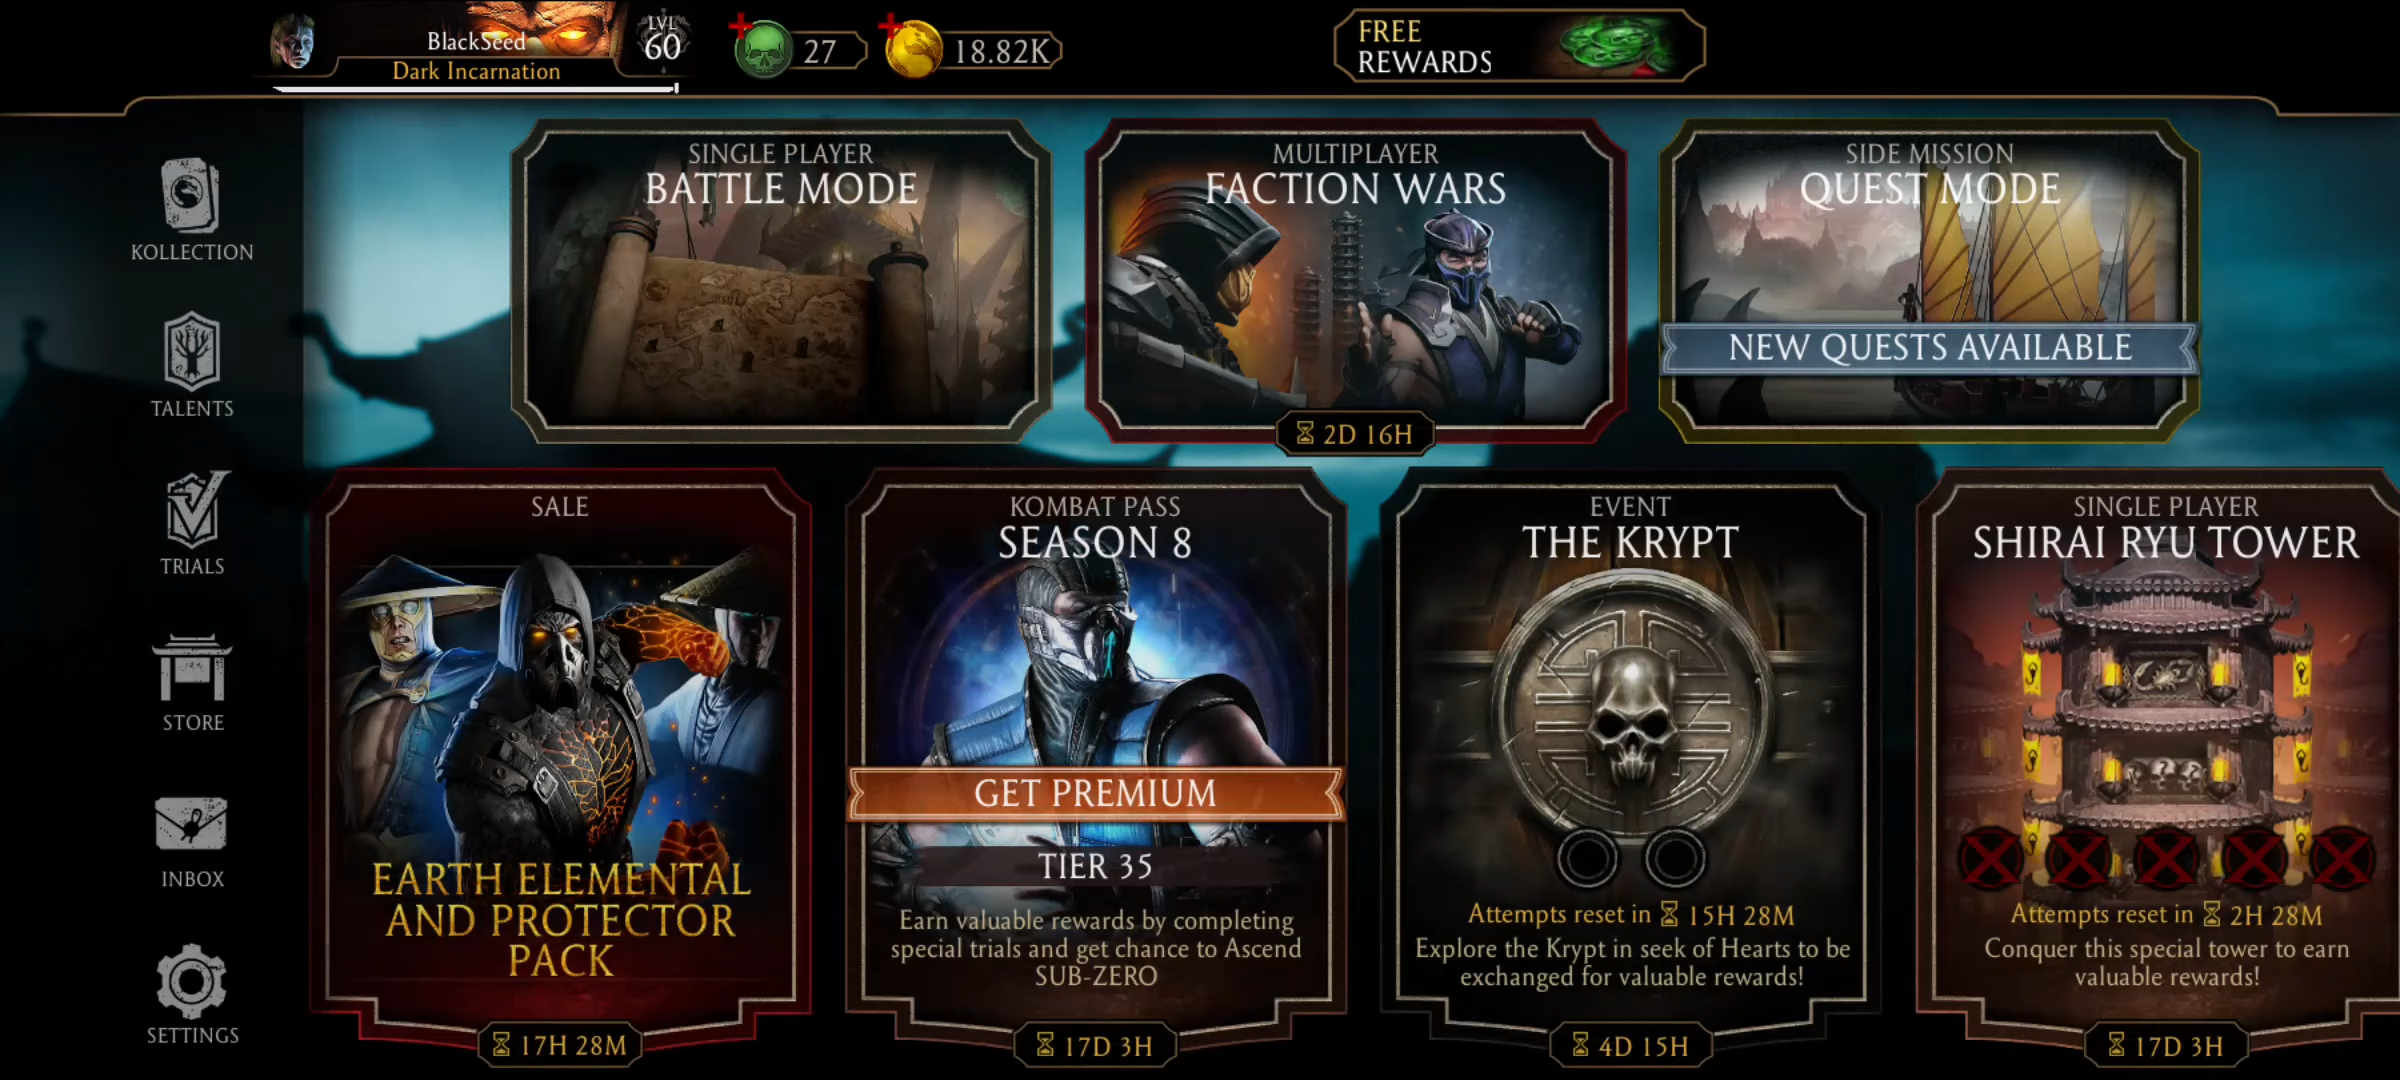 BlackSeed
Dark Incarnation
LVL
60
27
18.82K
FREE
REWARDS
KOLLECTION
TALENTS
TRIALS
STORE
INBOX
SETTINGS
SINGLE PLAYER
BATTLE MODE
MULTIPLAYER
FACTION WARS
2D 16H
SIDE MISSION
QUEST MODE
NEW QUESTS AVAILABLE
SALE
EARTH ELEMENTAL
AND PROTECTOR
PACK
17H 28M
KOMBAT PASS
SEASON 8
GET PREMIUM
TIER 35
Earn valuable rewards by completing
special trials and get chance to Ascend
SUB-ZERO
17D 3H
EVENT
THE KRYPT
Attempts reset in 15H 28M
Explore the Krypt in seek of Hearts to be
exchanged for valuable rewards!
4D 15H
SINGLE PLAYER
SHIRAI RYU TOWER
Attempts reset in 2H 28M
Conquer this special tower to earn
valuable rewards!
17D 3H